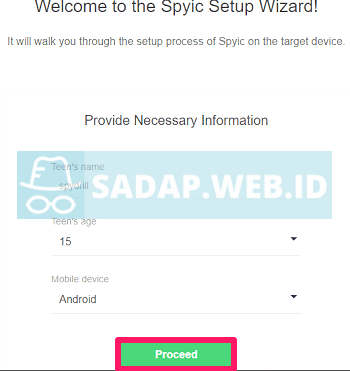 Welcome to the Spyic Setup Wizard!
It will walk you through the setup process of Spyic on the target device.
Provide Necessary Information
Teen's name
spydrill
SADAP.WEB.ID
Teen's age
15
Mobile device
Android
Proceed